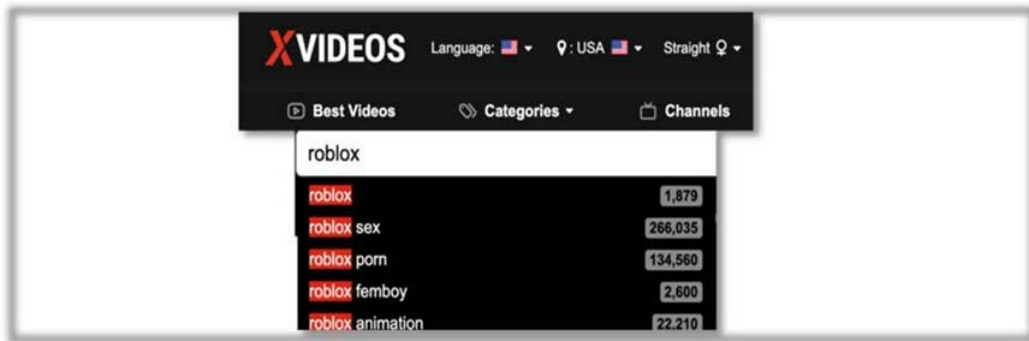 XVIDEOS Language: : USA Straight
Best Videos Categories Channels
roblox
roblox 1,879
roblox sex 266,035
roblox porn 134,560
roblox femboy 2,600
roblox animation 22,210